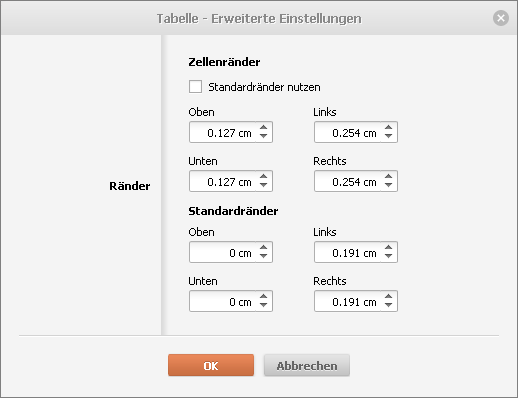 Tabelle - Erweiterte Einstellungen
Ränder
Zellenränder
Standardränder nutzen
Oben Links
0.127 cm 0.254 cm
Unten Rechts
0.127 cm 0.254 cm
Standardränder
Oben Links
0 cm 0.191 cm
Unten Rechts
0 cm 0.191 cm
OK Abbrechen